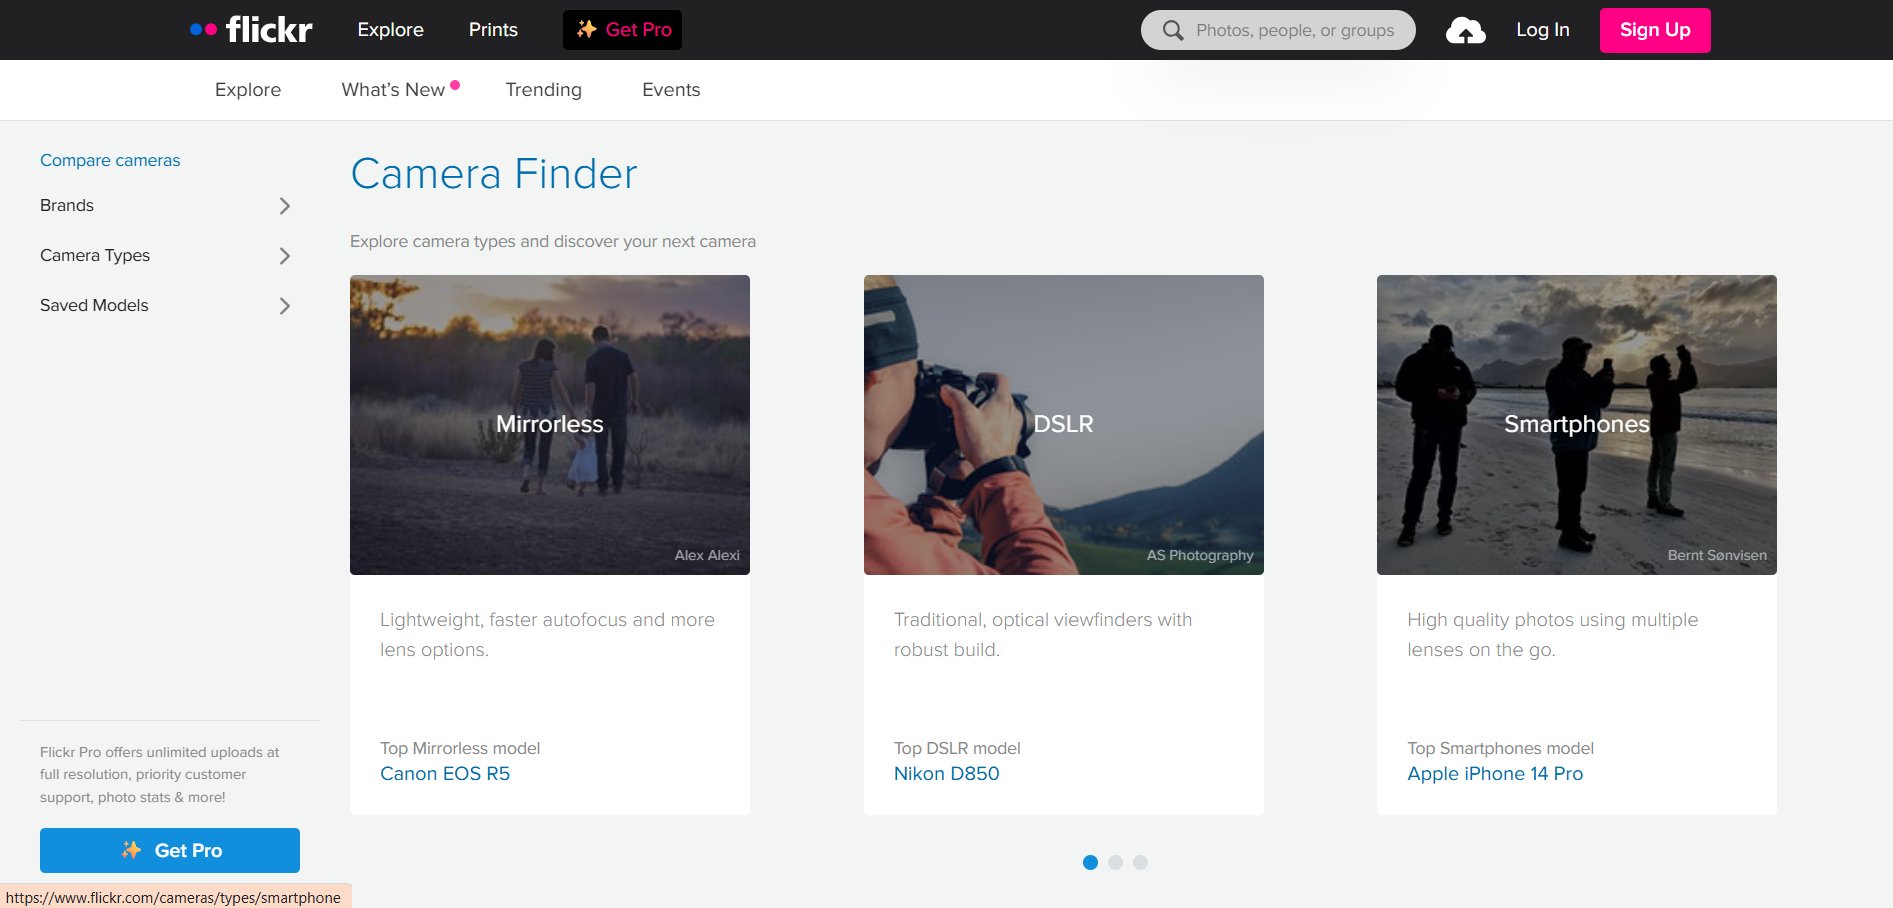 flickr
Explore
Prints
Get Pro
Photos, people, or groups
Log In
Sign Up
Explore
What's New
Trending
Events
Compare cameras
Brands
Camera Types
Saved Models
Camera Finder
Explore camera types and discover your next camera
Mirrorless
Alex Alexi
Lightweight, faster autofocus and more
lens options.
Top Mirrorless model
Canon EOS R5
DSLR
AS Photography
Traditional, optical viewfinders with
robust build.
Top DSLR model
Nikon D850
Smartphones
Bernt Sønvisen
High quality photos using multiple
lenses on the go.
Top Smartphones model
Apple iPhone 14 Pro
Flickr Pro offers unlimited uploads at
full resolution, priority customer
support, photo stats & more!
Get Pro
https://www.flickr.com/cameras/types/smartphone